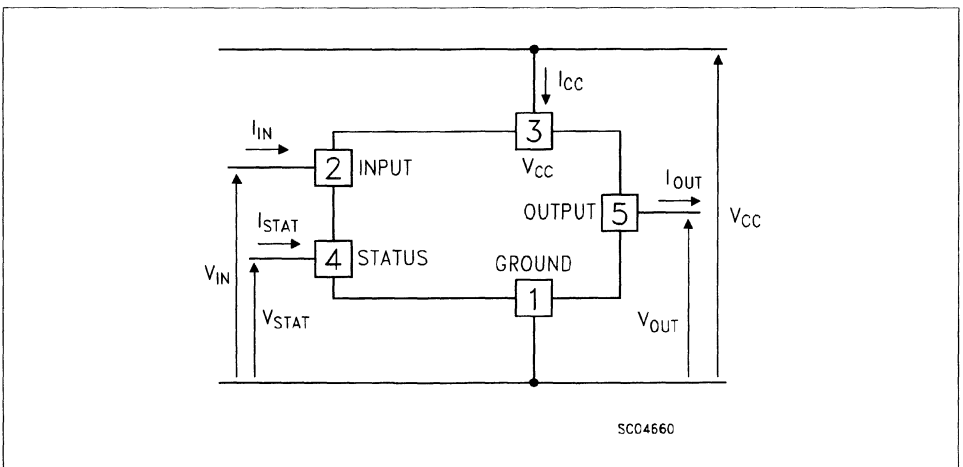 I_CC
3
V_CC
I_IN
2 INPUT
OUTPUT 5
I_OUT
V_CC
I_STAT
4 STATUS
GROUND
1
V_IN
V_STAT
V_OUT
SC04660